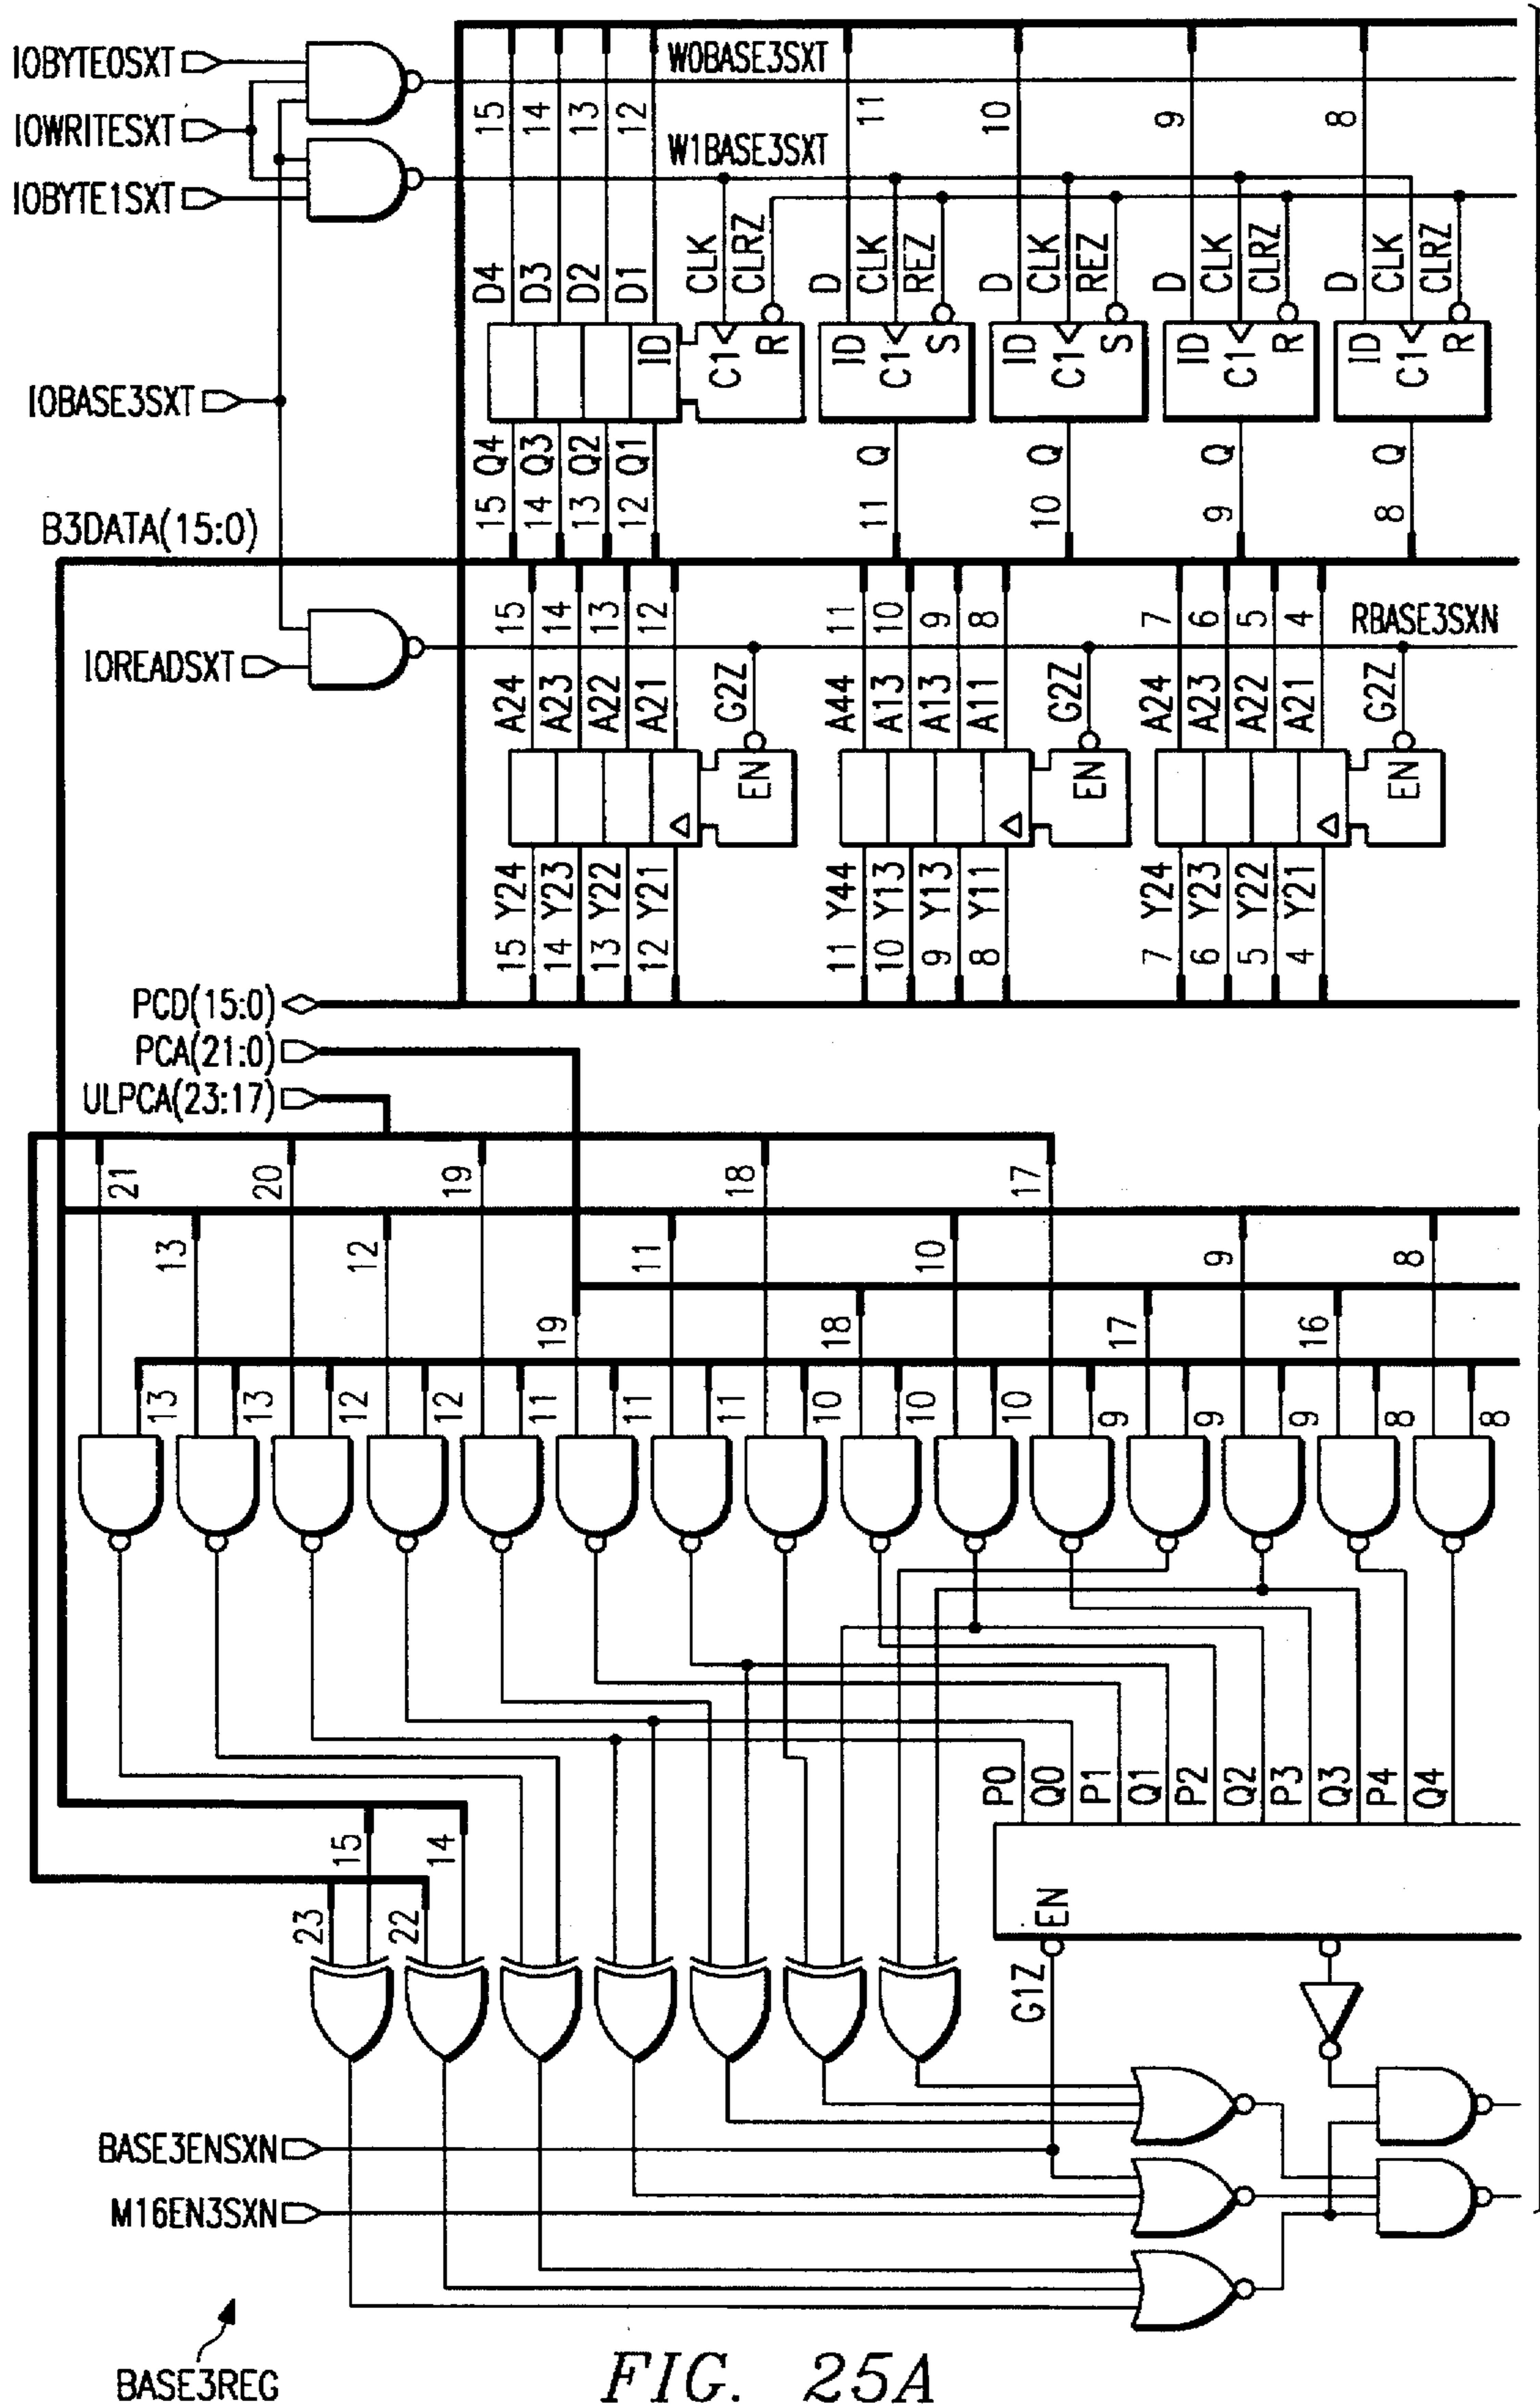 IOBYTE0SXT
W0BASE3SXT
IOWRITESXT
15 14 13 12 11 10 9 8
W1BASE3SXT
IOBYTE1SXT
D4 D3 D2 D1 CLK CLRZ D CLK REZ D CLK REZ D CLK CLRZ D CLK CLRZ
1D C1 R 1D C1 S 1D C1 S 1D C1 R 1D C1 R
IOBASE3SXT
Q4 Q3 Q2 Q1 Q Q Q Q
15 14 13 12 11 10 9 8
B3DATA(15:0)
15 14 13 12 11 10 9 8 7 6 5 4
RBASE3SXN
IOREADSXT
A24 A23 A22 A21 G2Z A44 A13 A13 A11 G2Z A24 A23 A22 A21 G2Z
EN EN EN
Y24 Y23 Y22 Y21 Y44 Y13 Y13 Y11 Y24 Y23 Y22 Y21
15 14 13 12 11 10 9 8 7 6 5 4
PCD(15:0)
PCA(21:0)
ULPCA(23:17)
21 20 19 18 17
13 12 11 10 9 8
19 18 17 16
13 13 12 12 11 11 11 10 10 10 9 9 9 8 8
P0 Q0 P1 Q1 P2 Q2 P3 Q3 P4 Q4
15 14
23 22
EN
G1Z
BASE3ENSXN
M16EN3SXN
BASE3REG
FIG. 25A